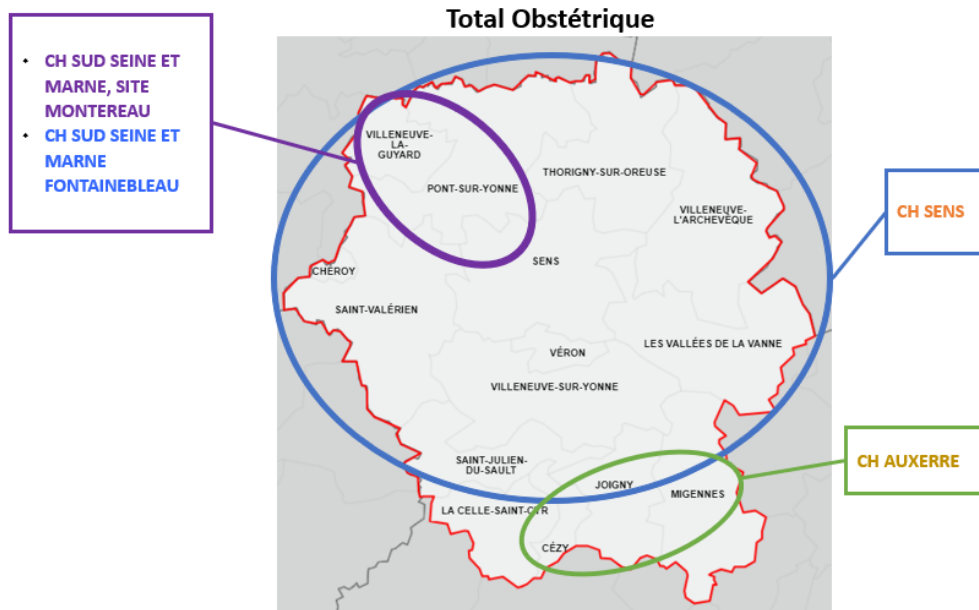 Total Obstétrique
• CH SUD SEINE ET
MARNE, SITE
MONTEREAU
• CH SUD SEINE ET
MARNE
FONTAINEBLEAU
VILLENEUVE-
LA-
GUYARD
PONT-SUR-YONNE
THORIGNY-SUR-OREUSE
VILLENEUVE-
L'ARCHEVÊQUE
CH SENS
SENS
CHÉROY
SAINT-VALÉRIEN
LES VALLÉES DE LA VANNE
VÉRON
VILLENEUVE-SUR-YONNE
SAINT-JULIEN-
DU-SAULT
CH AUXERRE
JOIGNY
MIGENNES
LA CELLE-SAINT-CYR
CÉZY